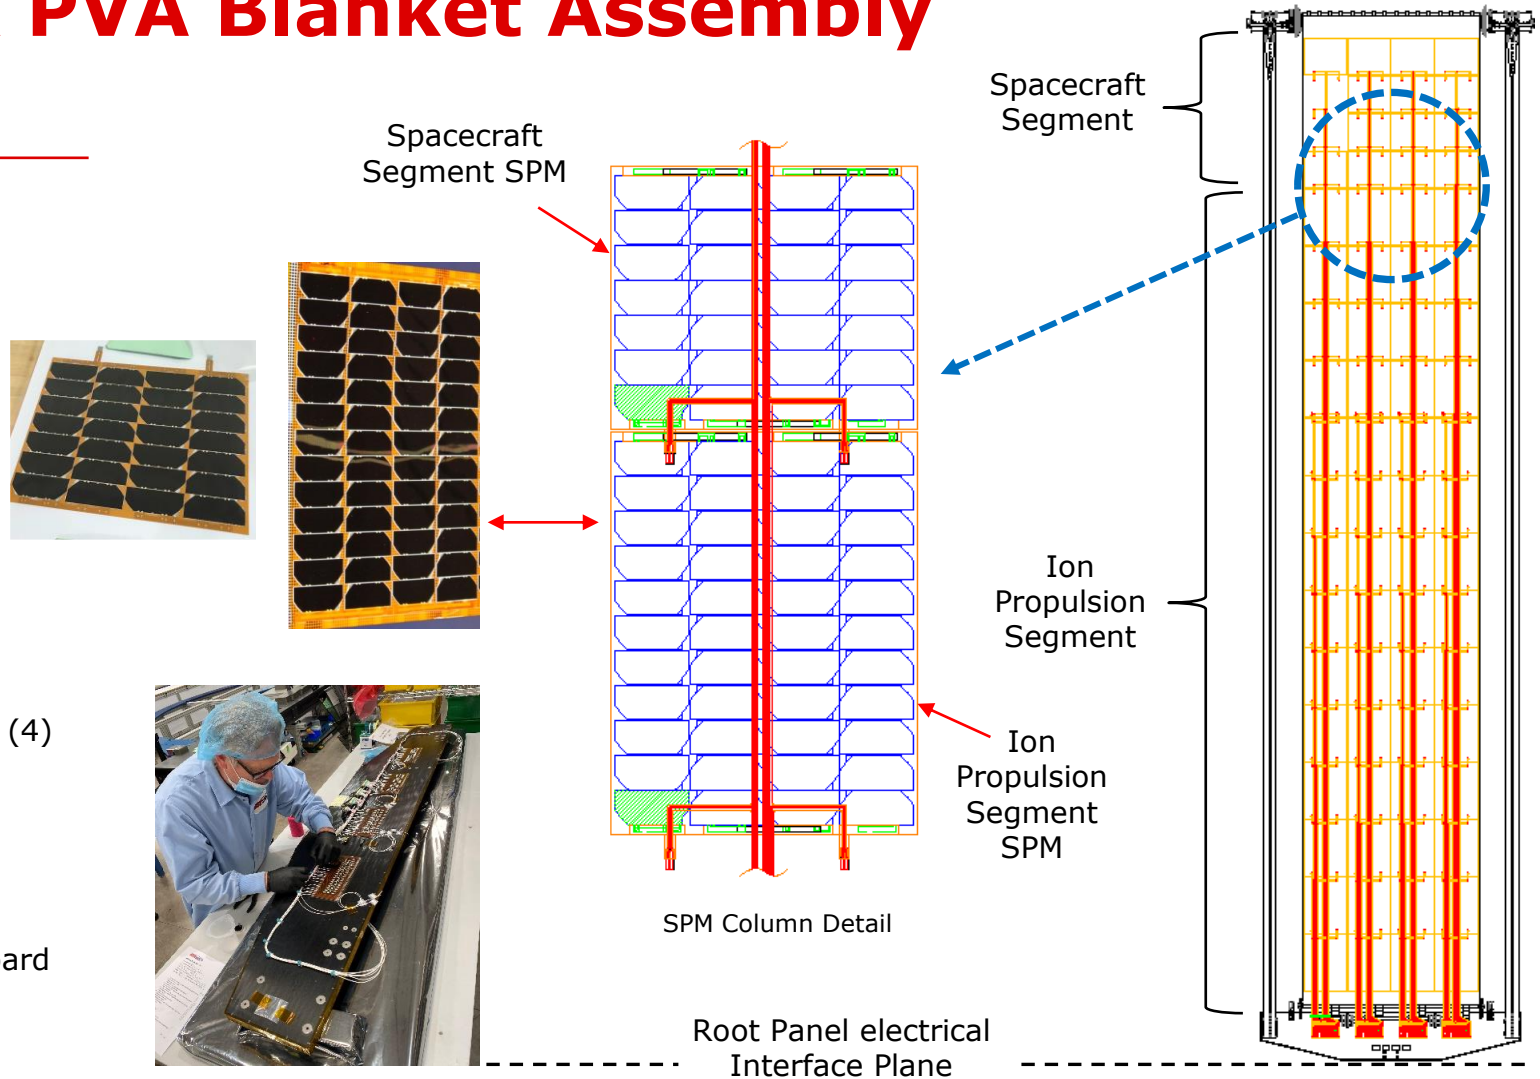 PVA Blanket Assembly
Spacecraft
Segment
Spacecraft
Segment SPM
Ion
Propulsion
Segment
(4)
Ion
Propulsion
Segment
SPM
SPM Column Detail
Root Panel electrical
Interface Plane